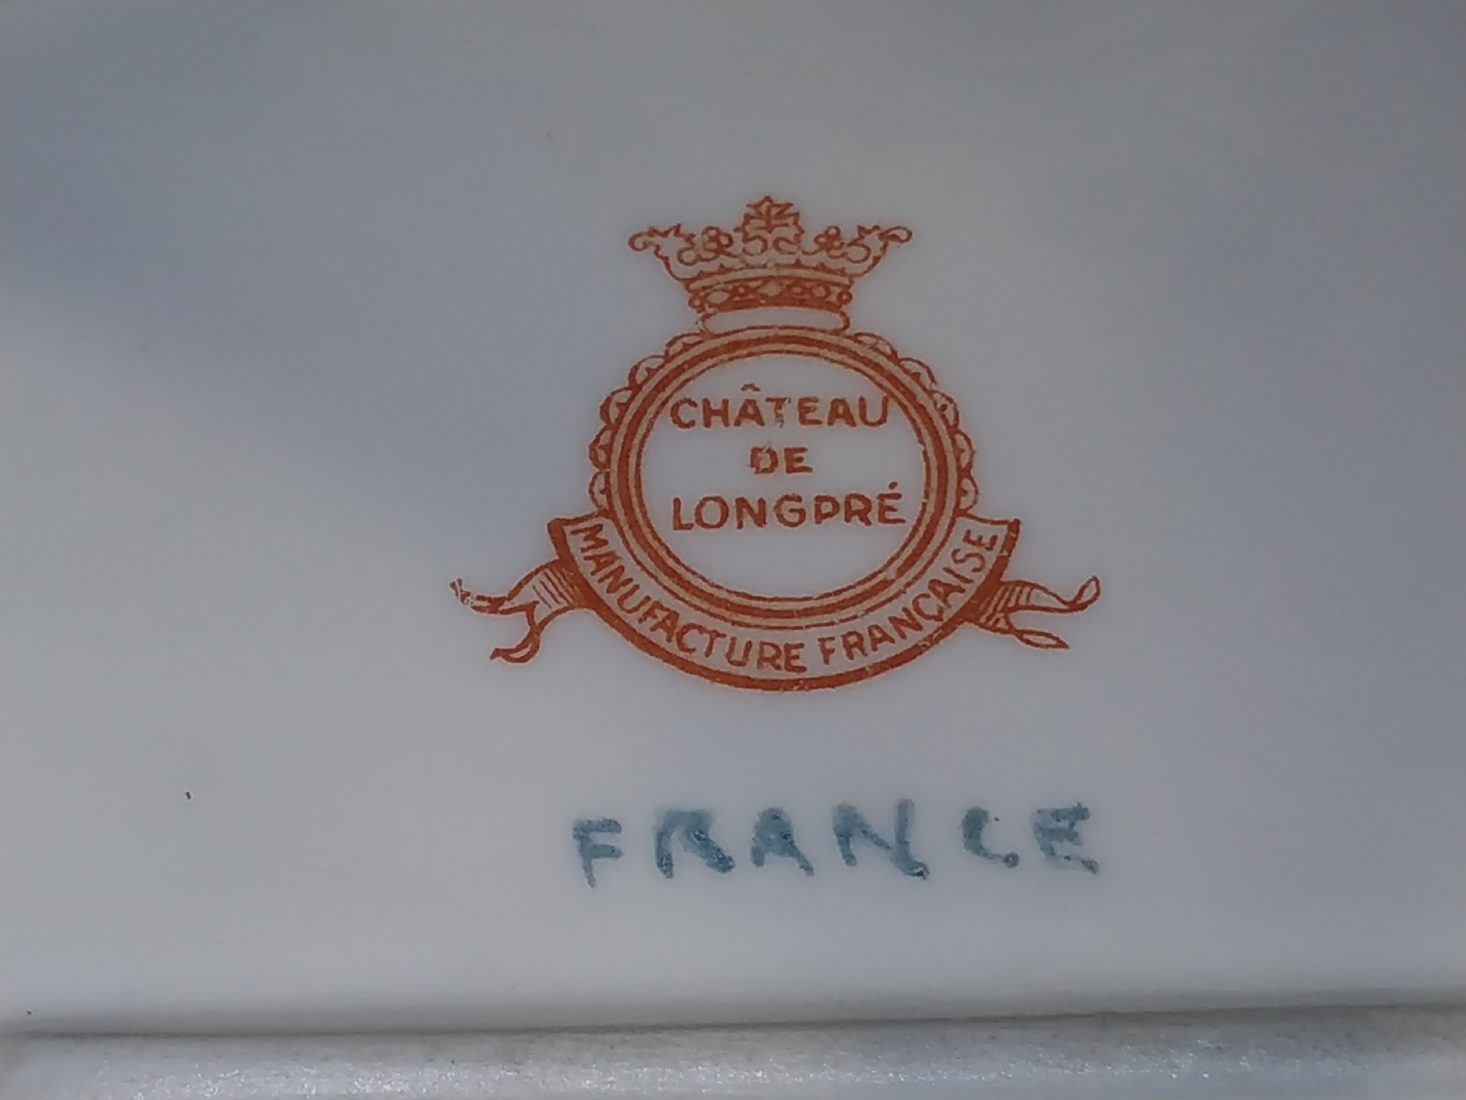 CHÂTEAU
DE
LONGPRÉ
MANUFACTURE FRANÇAISE
FRANCE